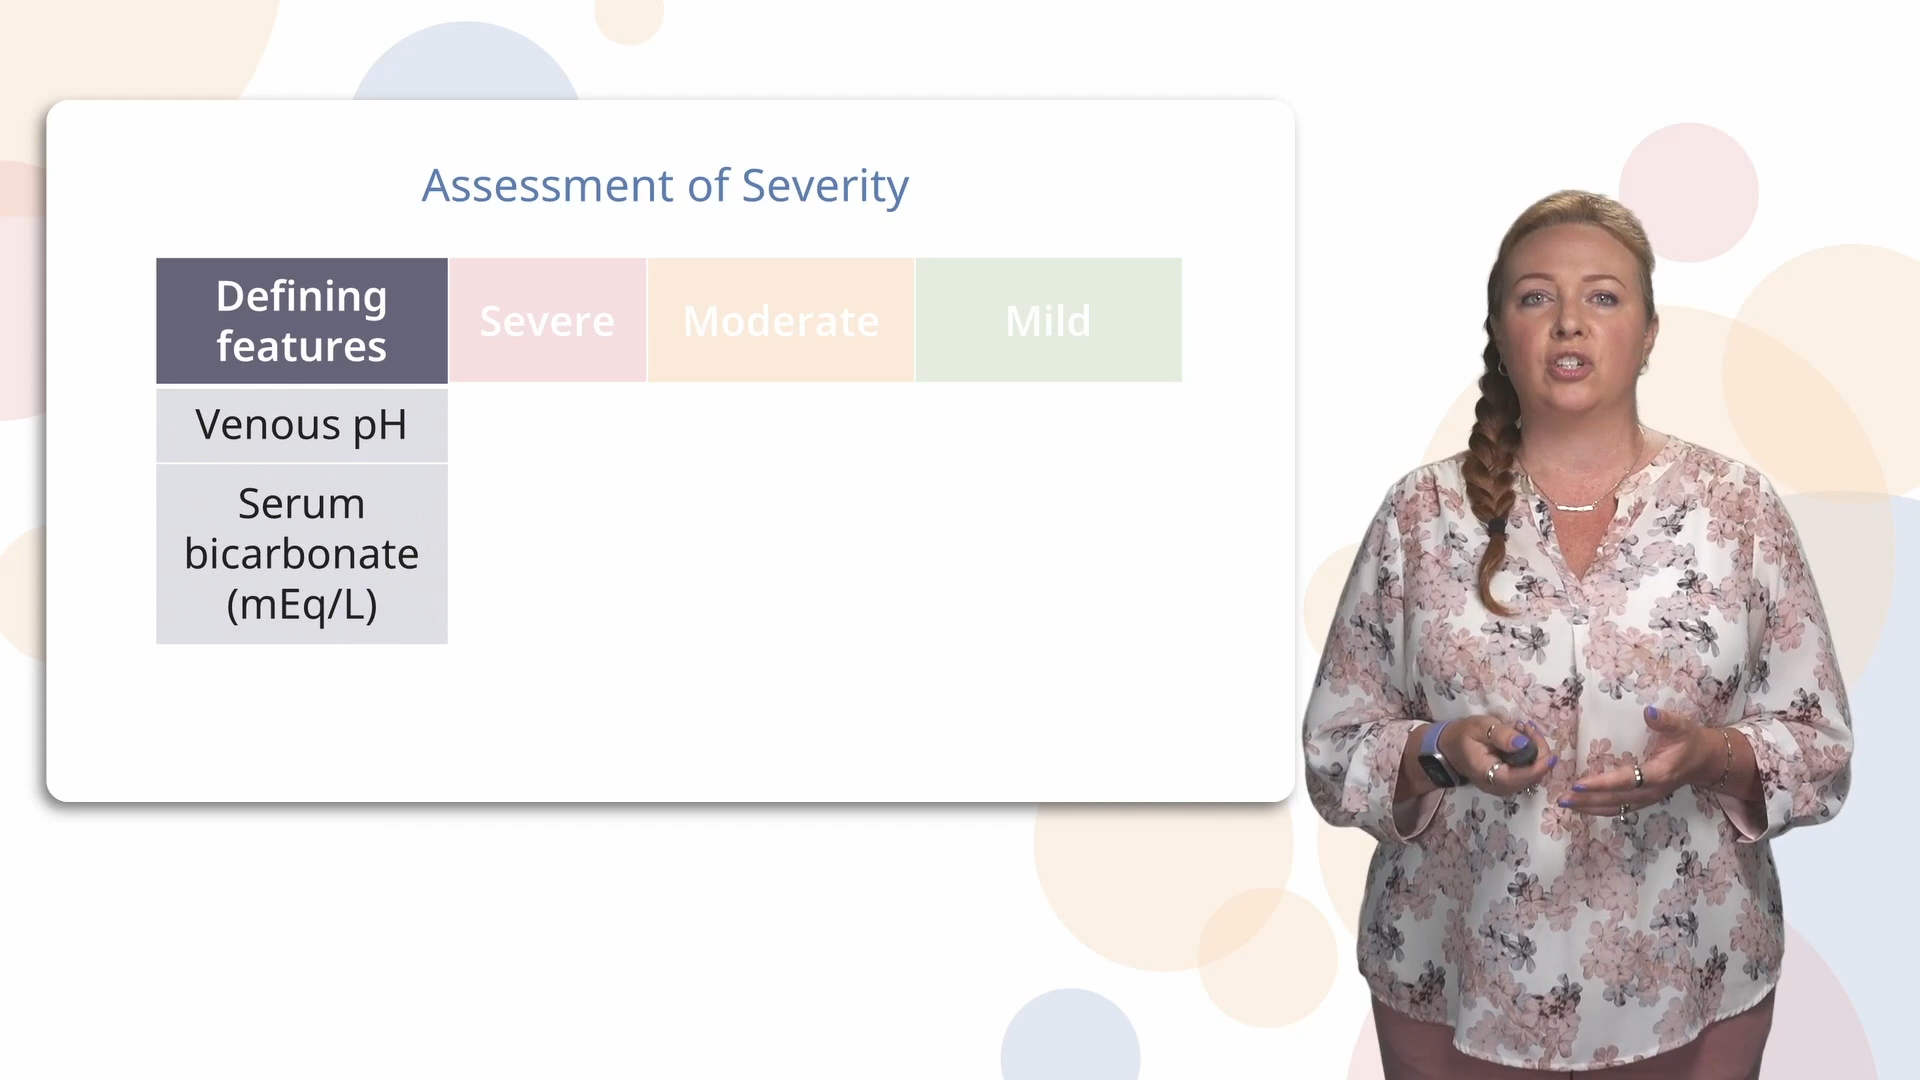 Assessment of Severity
Defining
features
Severe
Moderate
Mild
Venous pH
Serum
bicarbonate
(mEq/L)